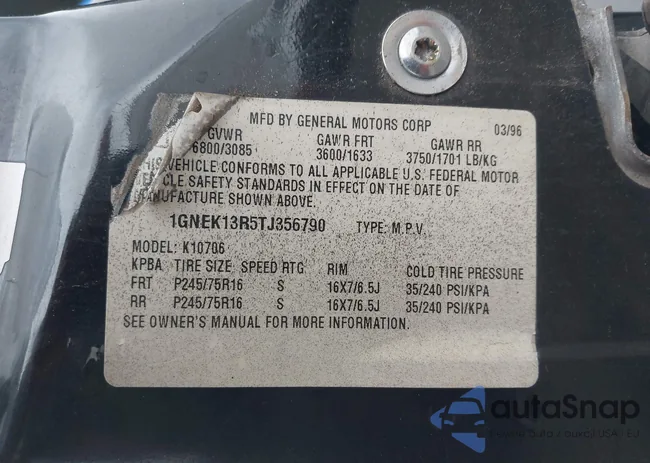 MFD BY GENERAL MOTORS CORP 03/96
GVWR GAWR FRT GAWR RR
6800/3085 3600/1633 3750/1701 LB/KG
VEHICLE CONFORMS TO ALL APPLICABLE U.S. FEDERAL MOTOR
CLE SAFETY STANDARDS IN EFFECT ON THE DATE OF
MANUFACTURE SHOWN ABOVE.
1GNEK13R5TJ356790 TYPE: M.P.V.
MODEL: K10706
KPBA TIRE SIZE: SPEED RTG RIM COLD TIRE PRESSURE
FRT P245/75R16 S 16X7/6.5J 35/240 PSI/KPA
RR P245/75R16 S 16X7/6.5J 35/240 PSI/KPA
SEE OWNER'S MANUAL FOR MORE INFORMATION.
autaSnap